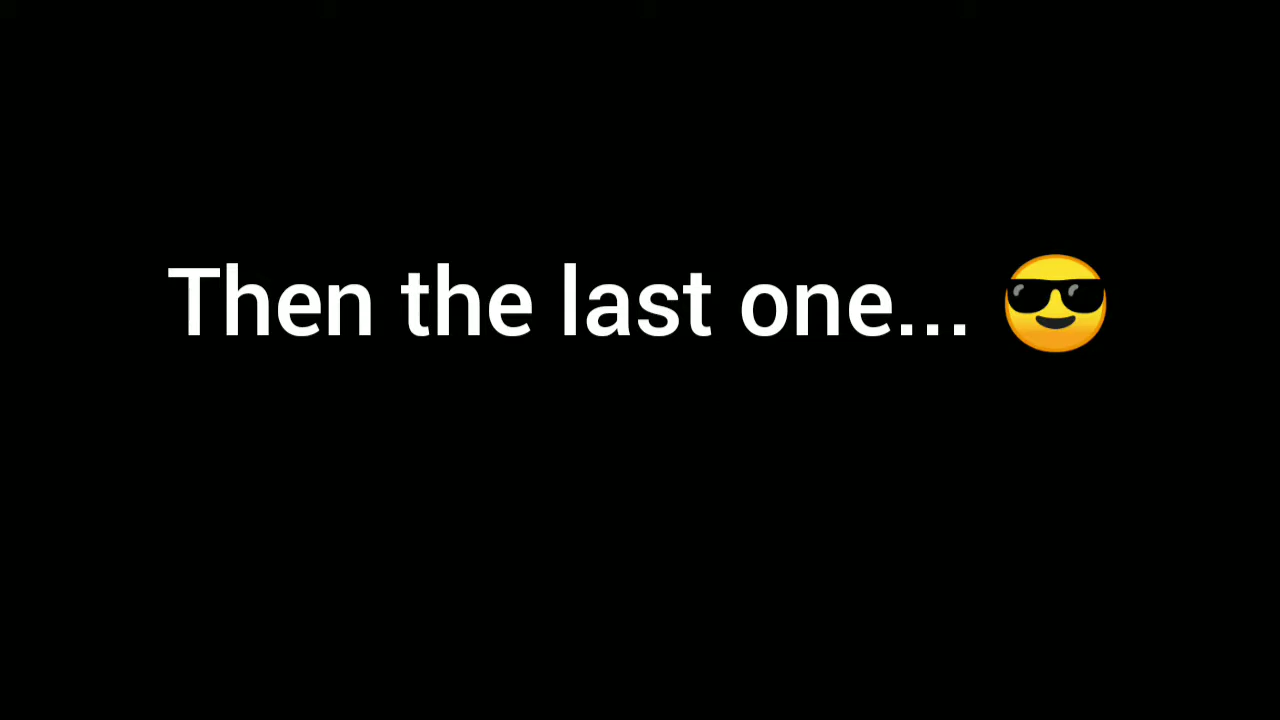 Then the last one... 😎